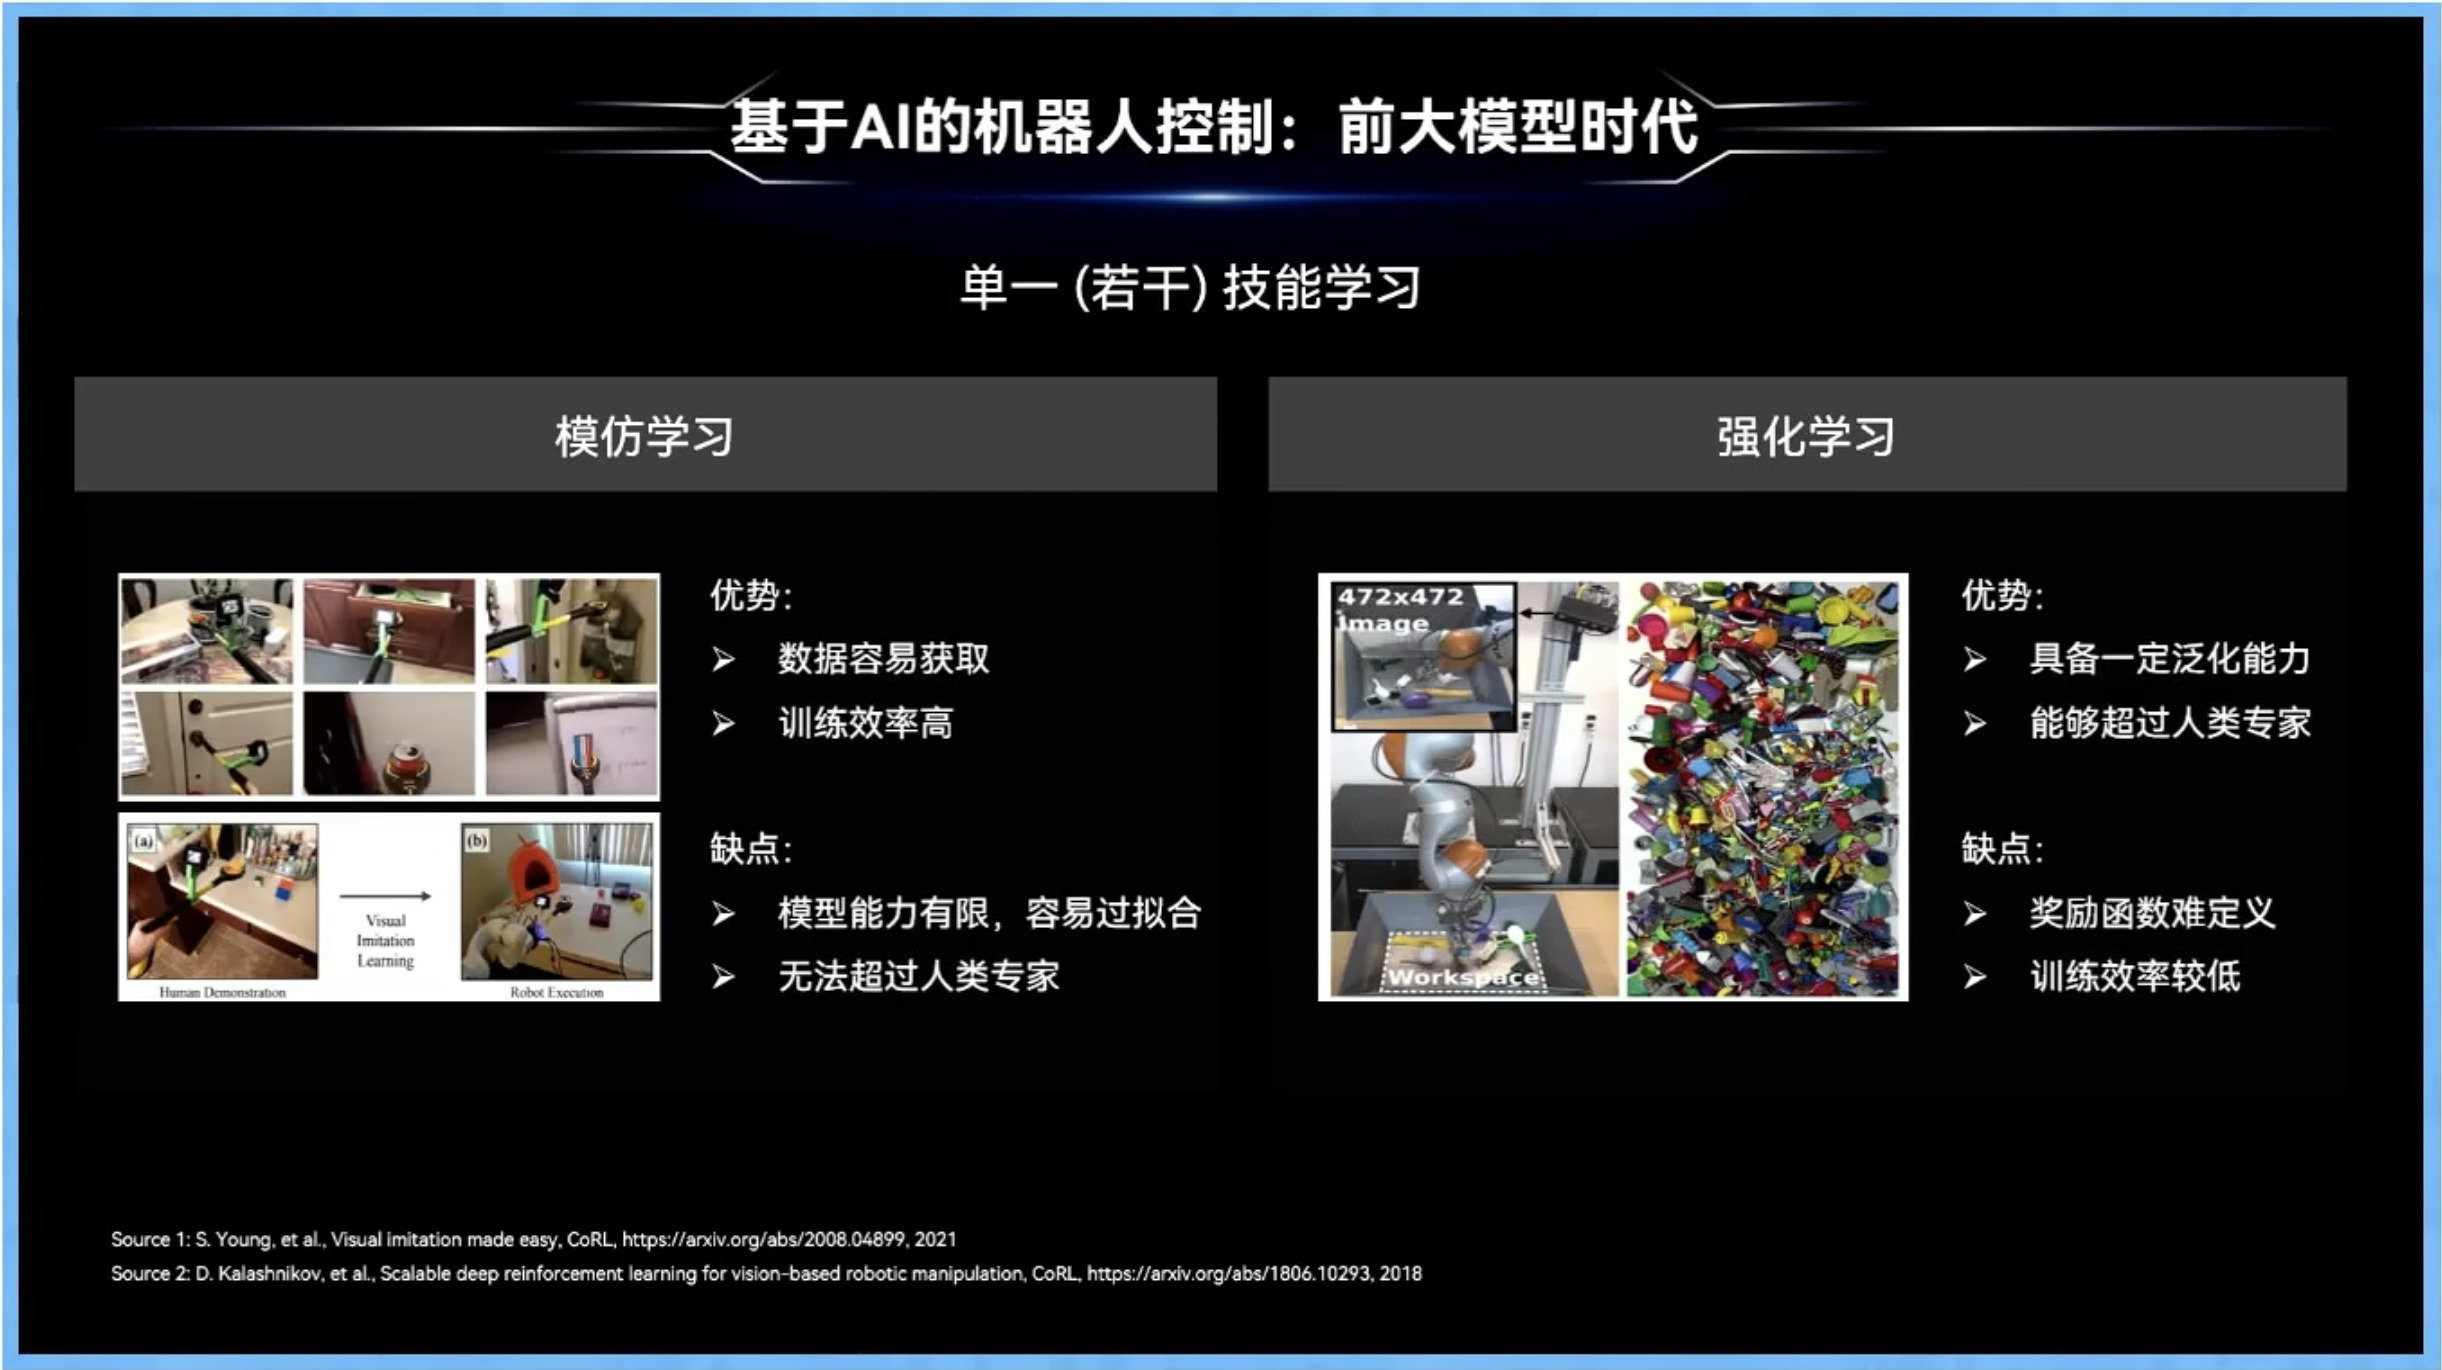 基于AI的机器人控制：前大模型时代
单一 (若干) 技能学习
模仿学习
(a)
Visual
Imitation
Learning
(b)
Human Demonstration
Robot Execution
优势：
➢ 数据容易获取
➢ 训练效率高
缺点：
➢ 模型能力有限，容易过拟合
➢ 无法超过人类专家
强化学习
472x472
image
Workspace
优势：
➢ 具备一定泛化能力
➢ 能够超过人类专家
缺点：
➢ 奖励函数难定义
➢ 训练效率较低
Source 1: S. Young, et al., Visual imitation made easy, CoRL, https://arxiv.org/abs/2008.04899, 2021
Source 2: D. Kalashnikov, et al., Scalable deep reinforcement learning for vision-based robotic manipulation, CoRL, https://arxiv.org/abs/1806.10293, 2018